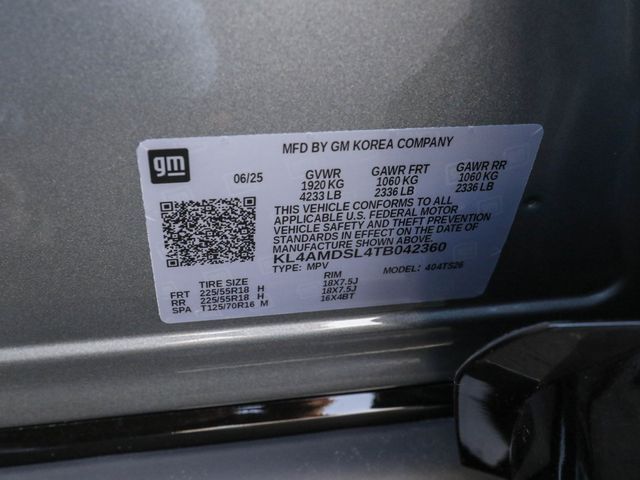 gm
MFD BY GM KOREA COMPANY
06/25 GVWR GAWR FRT GAWR RR
1920 KG 1060 KG 1060 KG
4233 LB 2336 LB 2336 LB
THIS VEHICLE CONFORMS TO ALL
APPLICABLE U.S. FEDERAL MOTOR
VEHICLE SAFETY AND THEFT PREVENTION
STANDARDS IN EFFECT ON THE DATE OF
MANUFACTURE SHOWN ABOVE.
KL4AMDSL4TB042360
TYPE: MPV MODEL: 404TS26
TIRE SIZE RIM
FRT 225/55R18 H 18X7.5J
RR 225/55R18 H 18X7.5J
SPA T125/70R16 M 16X4BT